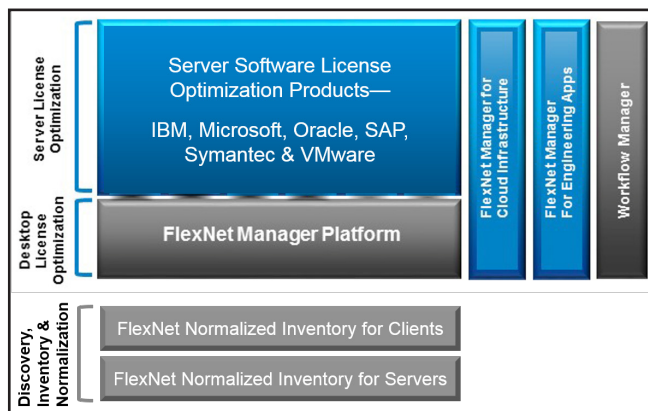 Server License
Optimization
Server Software License
Optimization Products—
IBM, Microsoft, Oracle, SAP,
Symantec & VMware
Desktop
License
Optimization
FlexNet Manager Platform
FlexNet Manager for
Cloud Infrastructure
FlexNet Manager
For Engineering Apps
Workflow Manager
Discovery,
Inventory &
Normalization
FlexNet Normalized Inventory for Clients
FlexNet Normalized Inventory for Servers